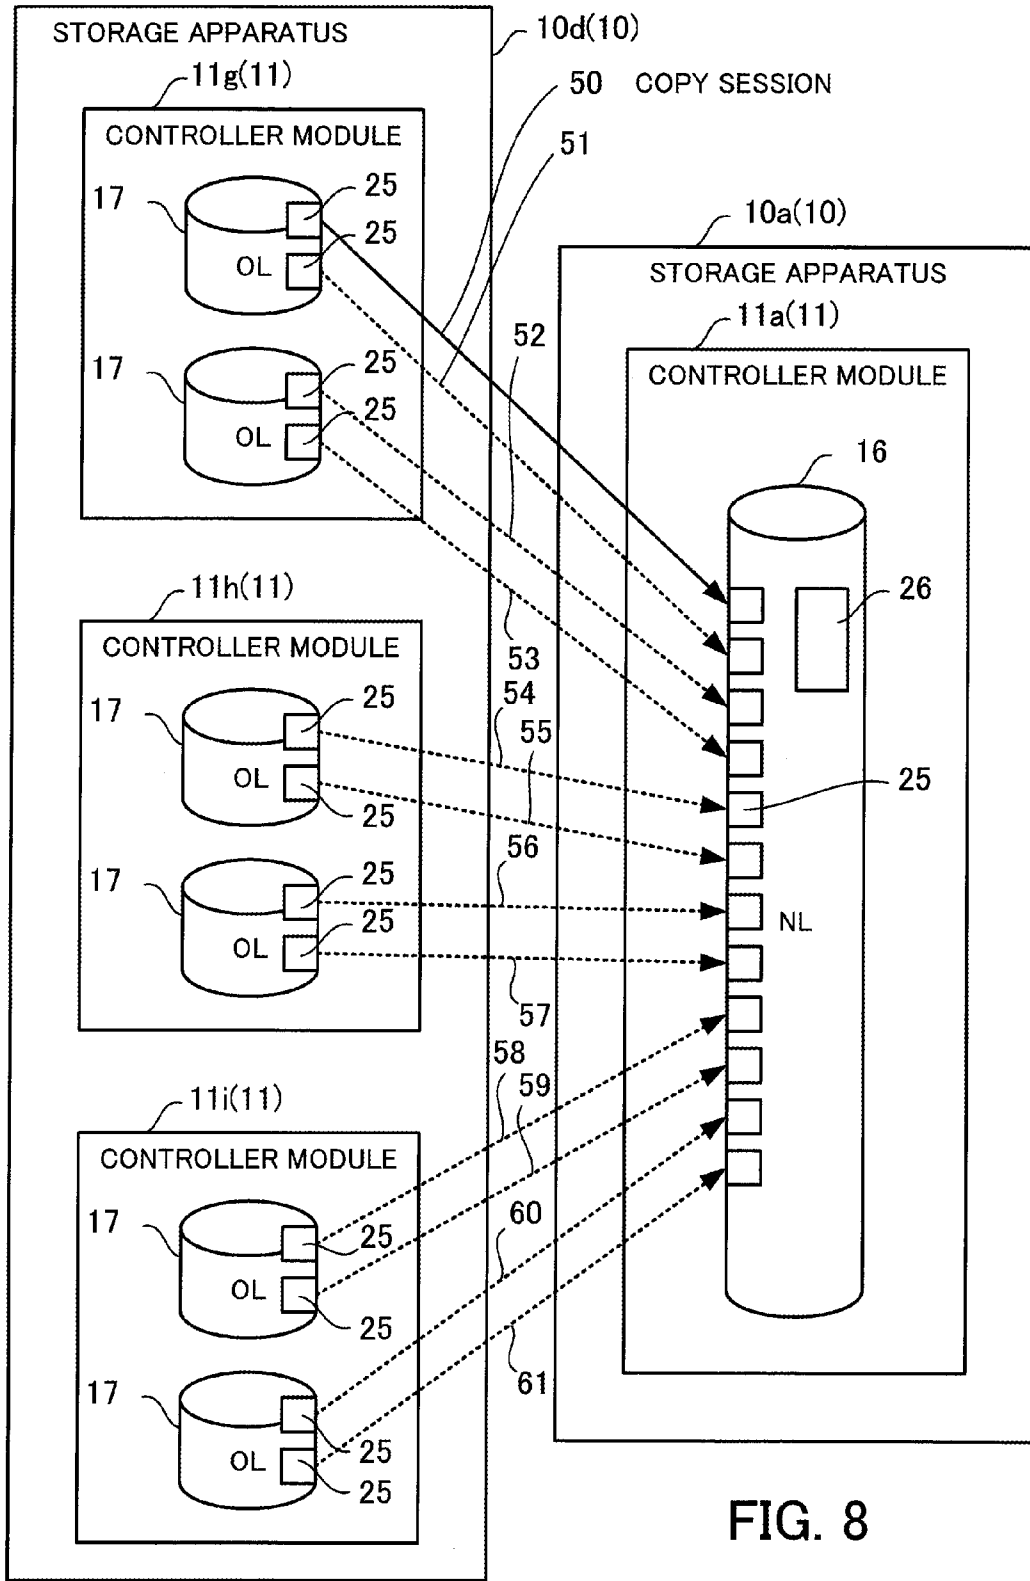 STORAGE APPARATUS
10d(10)
11g(11)
50 COPY SESSION
CONTROLLER MODULE
51
17
25
25
OL
10a(10)
STORAGE APPARATUS
11a(11)
52
17
25
25
OL
CONTROLLER MODULE
16
11h(11)
26
CONTROLLER MODULE
53
54
17
25
55
OL
25
25
56
17
25
25
OL
NL
57
58
11i(11)
59
CONTROLLER MODULE
60
17
25
OL
25
61
17
25
OL
25
FIG. 8